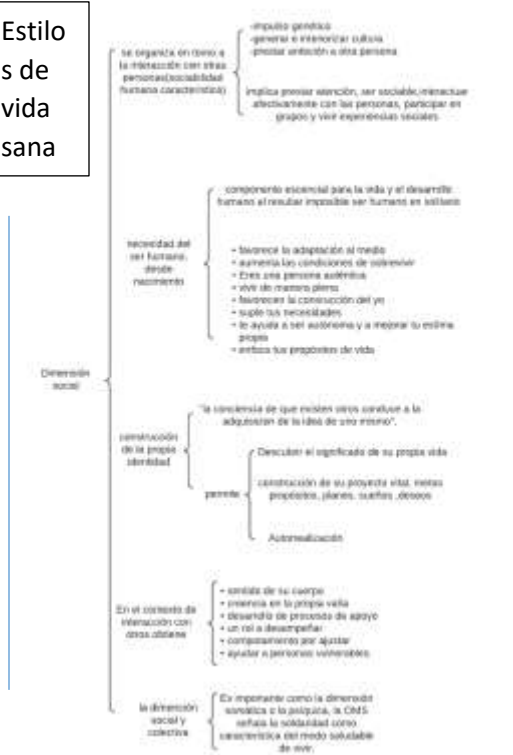 Estilo
s de
vida
sana
se organiza en torno a
la interacción con otras
personas(sociabilidad
humana característica)
-impulso genético
-generar e interiorizar cultura
-prestar atención a otra persona
implica prestar atención, ser sociable, interactuar
afectivamente con las personas, participar en
grupos y vivir experiencias sociales
necesidad del
ser humano,
desde
nacimiento
componente escencial para la vida y el desarrollo
humano al resultar imposible ser humano en solitario
• favorece la adaptación al medio
• aumenta las condiciones de sobrevivir
• Eres una persona auténtica
• vivir de manera plena
• favorecen la construcción del yo
• suple tus necesidades
• te ayuda a ser autónoma y a mejorar tu estima
propia
• enfoca tus propósitos de vida
Dimensión
social
construcción
de la propia
identidad
"la conciencia de que existen otros conduce a la
adquisicion de la idea de uno mismo".
permite
Descubrir el significado de su propia vida
construcción de su proyecto vital, metas
propósitos, planes, sueños ,deseos
Autorrealización
En el contexto de
interacción con
otros obtiene
• sentido de su cuerpo
• creencia en la propia valía
• desarrollo de procesos de apoyo
• un rol a desempeñar
• comportamiento por ajustar
• ayudar a personas vulnerables
la dimensión
social y
colectiva
Es importante como la dimensión
somática o la psíquica, la OMS
señala la solidaridad como
característica del modo saludable
de vivir.